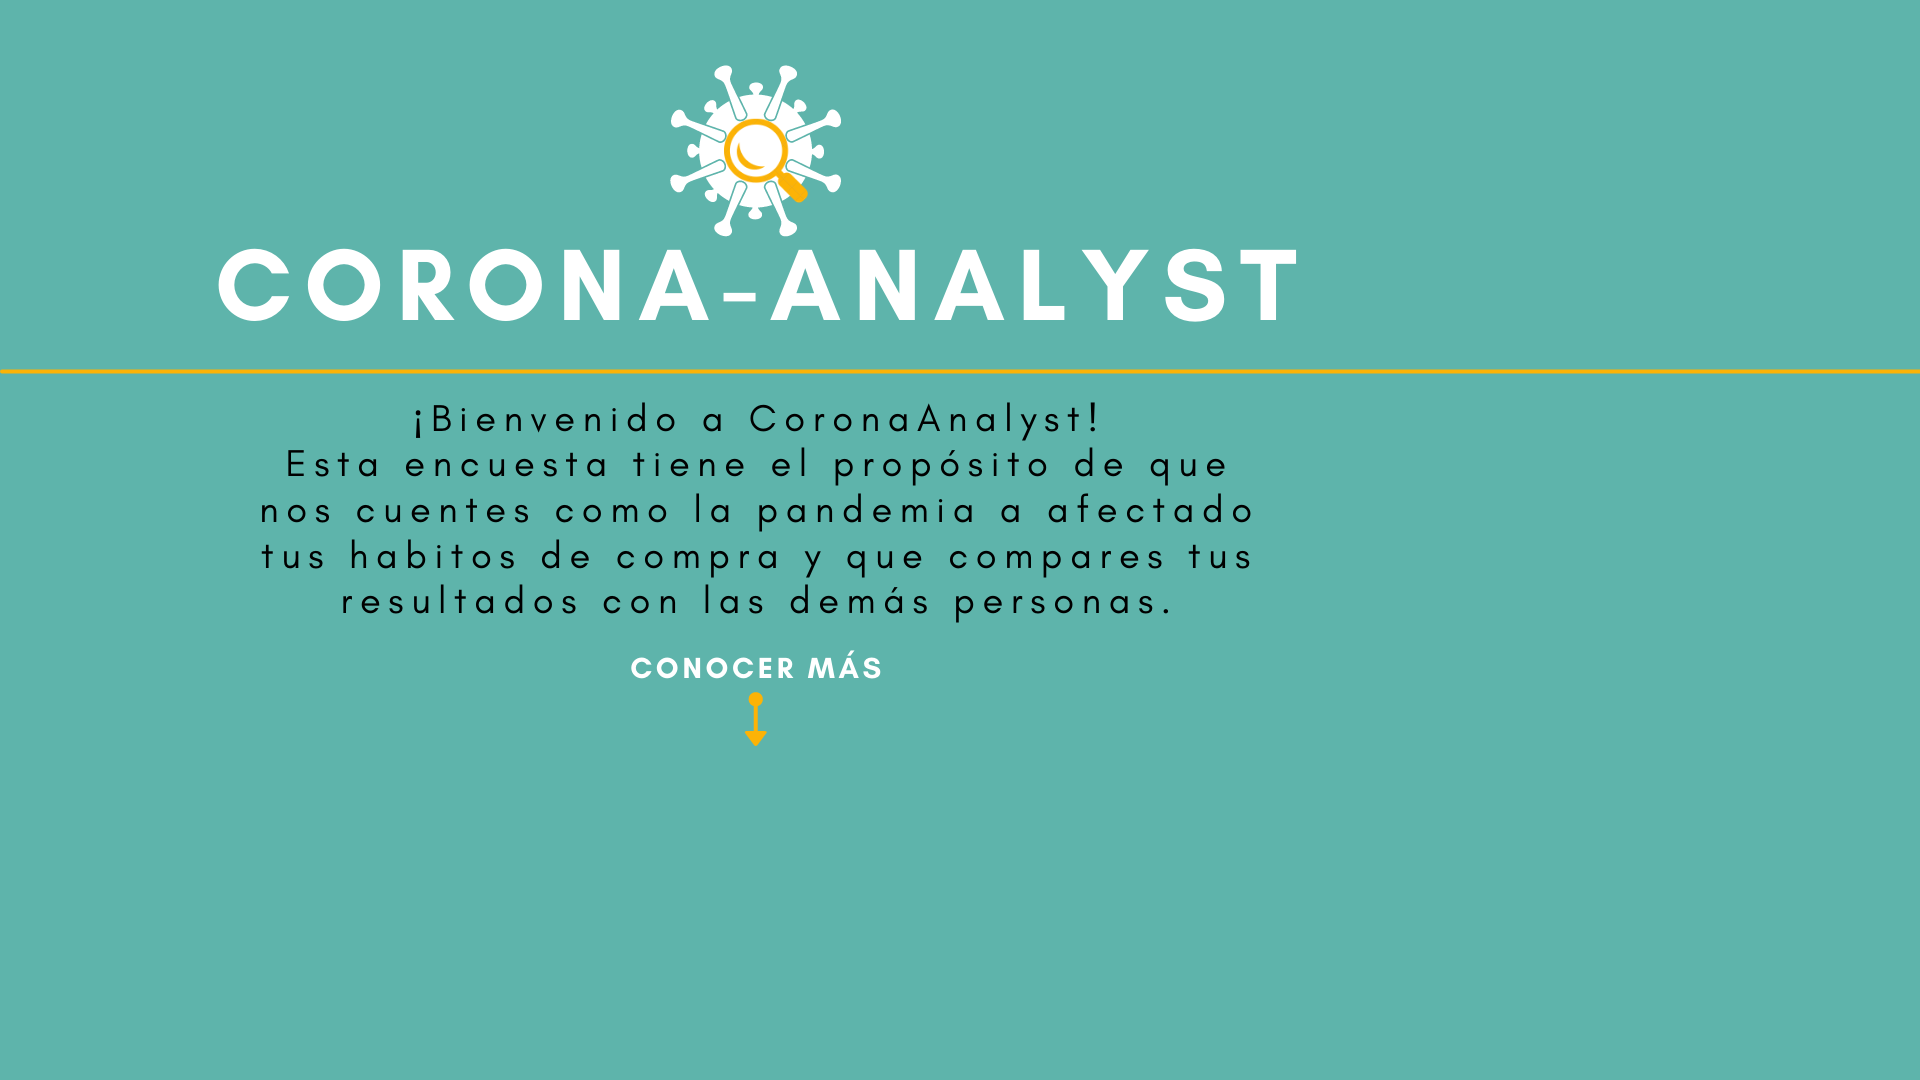 CORONA-ANALYST
¡Bienvenido a CoronaAnalyst!
Esta encuesta tiene el propósito de que
nos cuentes como la pandemia a afectado
tus habitos de compra y que compares tus
resultados con las demás personas.
CONOCER MÁS